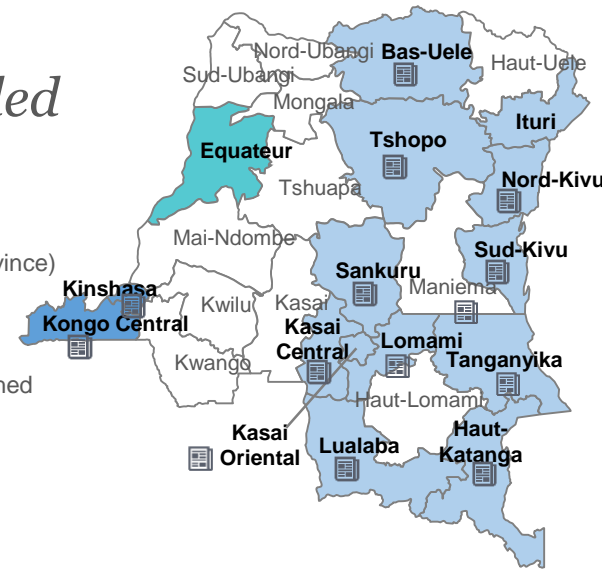 led
Nord-Ubangi
Bas-Uele
Haut-Uele
Sud-Ubangi
Mongala
Ituri
Equateur
Tshopo
Tshuapa
Nord-Kivu
Mai-Ndombe
Sud-Kivu
vince)
Sankuru
Kinshasa
Maniema
Kwilu
Kasai
Kongo Central
Kasai
Central
Lomami
Tanganyika
Kwango
ned
Haut-Lomami
Kasai
Oriental
Lualaba
Haut-
Katanga